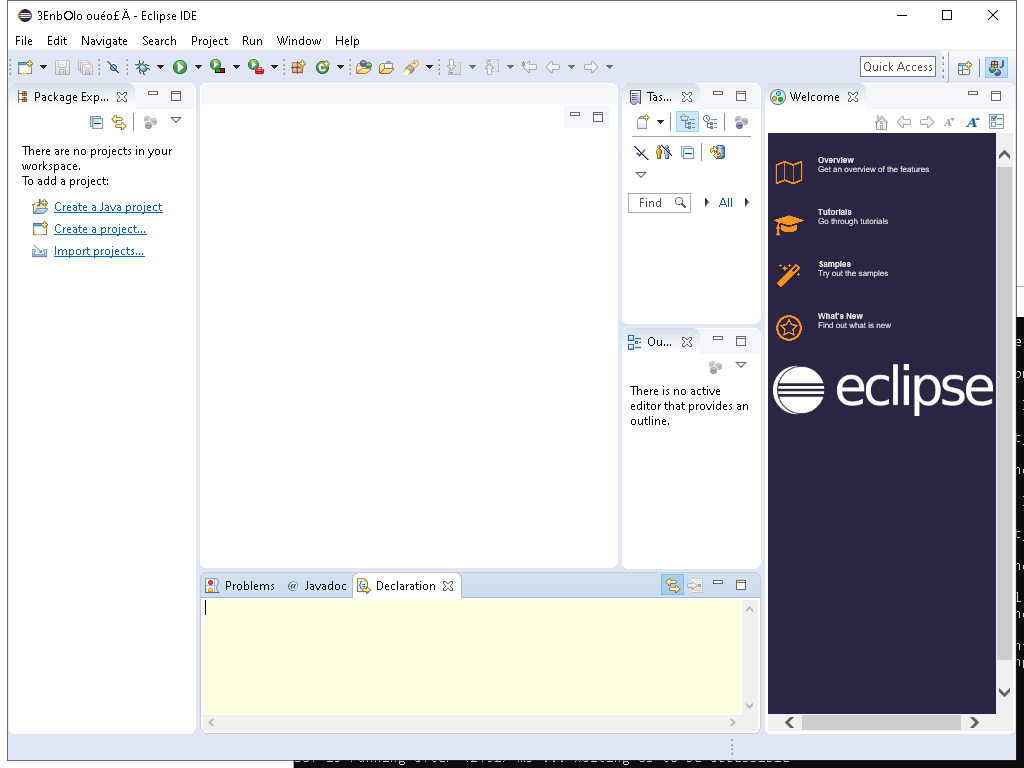 3EnbOlo ouéo£Ä - Eclipse IDE
File Edit Navigate Search Project Run Window Help
Quick Access
Package Exp...
There are no projects in your
workspace.
To add a project:
Create a Java project
Create a project...
Import projects...
Tas...
Find
All
Ou...
There is no active
editor that provides an
outline.
Welcome
Overview
Get an overview of the features
Tutorials
Go through tutorials
Samples
Try out the samples
What's New
Find out what is new
eclipse
Problems @ Javadoc Declaration